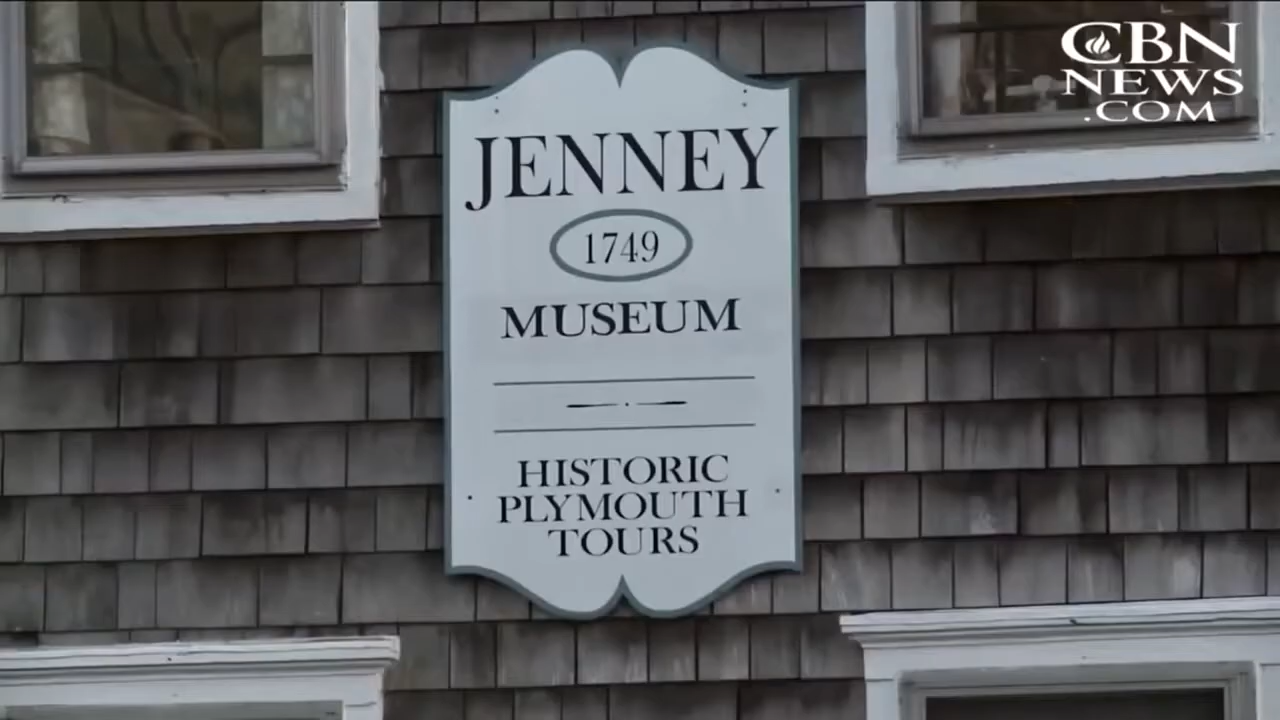 CBN
NEWS
.COM
JENNEY
1749
MUSEUM
HISTORIC
PLYMOUTH
TOURS